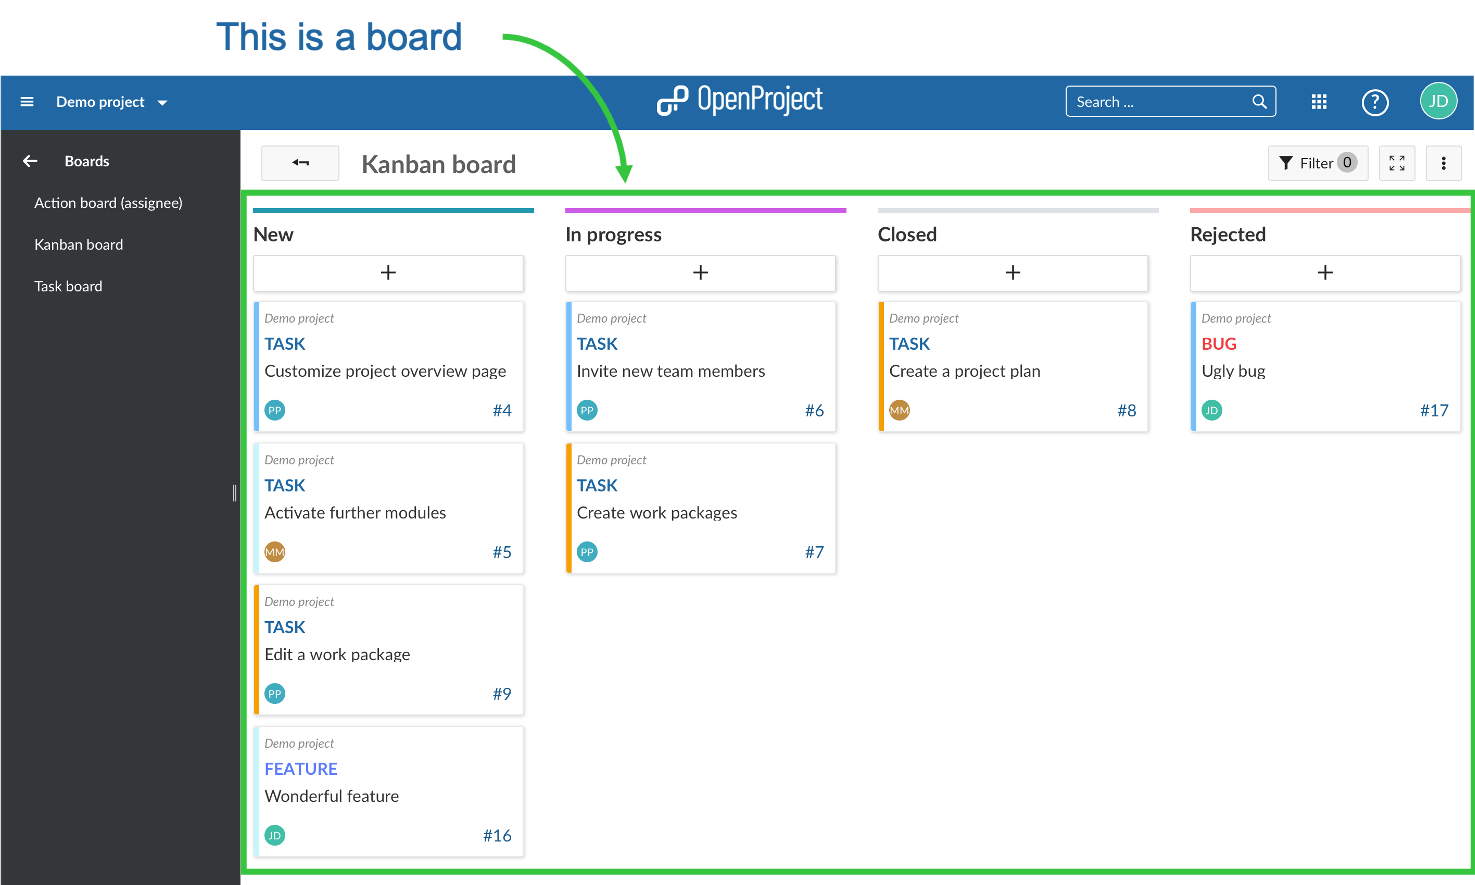 This is a board
Demo project
OpenProject
Search ...
?
JD
Boards
Kanban board
Filter 0
Action board (assignee)
Kanban board
Task board
New
In progress
Closed
Rejected
+
+
+
+
Demo project
TASK
Customize project overview page
PP
#4
Demo project
TASK
Activate further modules
MM
#5
Demo project
TASK
Edit a work package
PP
#9
Demo project
FEATURE
Wonderful feature
JD
#16
Demo project
TASK
Invite new team members
PP
#6
Demo project
TASK
Create work packages
PP
#7
Demo project
TASK
Create a project plan
MM
#8
Demo project
BUG
Ugly bug
JD
#17